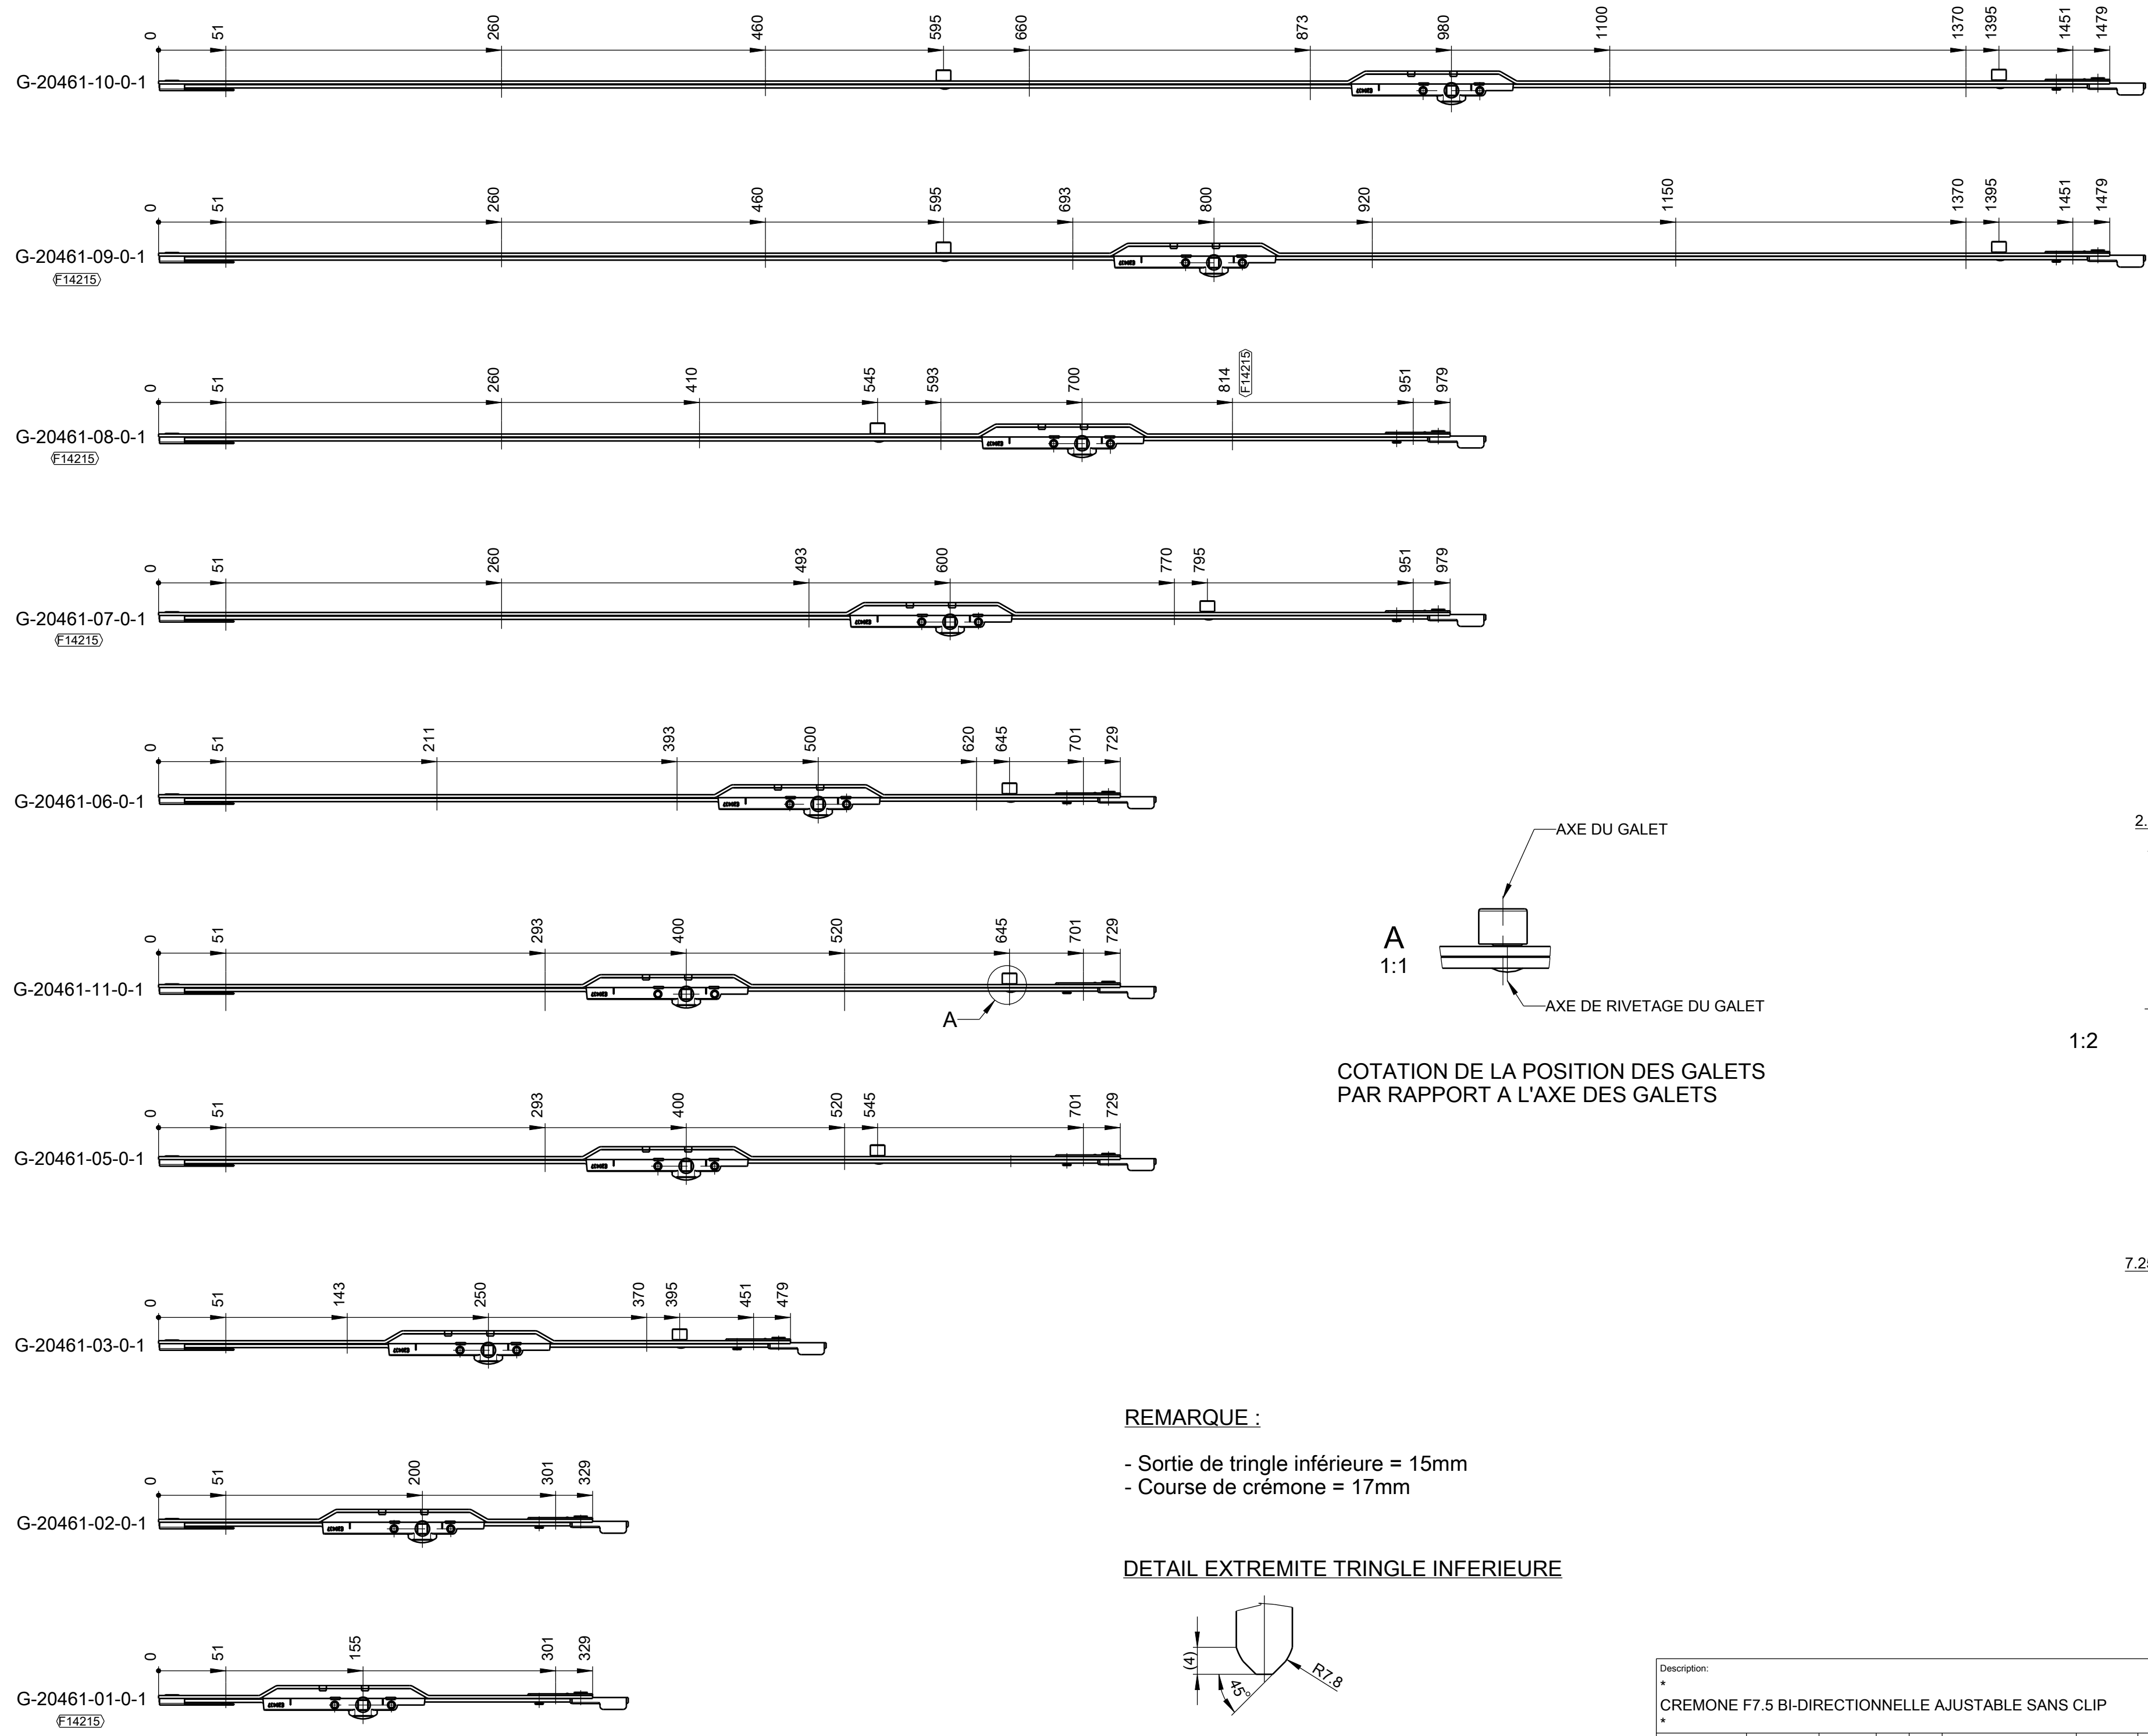 0 51 260 460 595 660 873 980 1100 1370 1395 1451 1479
G-20461-10-0-1
0 51 260 460 595 693 800 920 1150 1370 1395 1451 1479
G-20461-09-0-1
F14215
0 51 260 410 545 593 700 814 F14215 951 979
G-20461-08-0-1
F14215
0 51 260 493 600 770 795 951 979
G-20461-07-0-1
F14215
0 51 211 393 500 620 645 701 729
G-20461-06-0-1
0 51 293 400 520 645 701 729
G-20461-11-0-1
A
AXE DU GALET
A
1:1
AXE DE RIVETAGE DU GALET
2.
1:2
COTATION DE LA POSITION DES GALETS
PAR RAPPORT A L'AXE DES GALETS
0 51 293 400 520 545 701 729
G-20461-05-0-1
7.25
0 51 143 250 370 395 451 479
G-20461-03-0-1
REMARQUE :
- Sortie de tringle inférieure = 15mm
- Course de crémone = 17mm
0 51 200 301 329
G-20461-02-0-1
DETAIL EXTREMITE TRINGLE INFERIEURE
(4)
45°
R7.8
0 51 155 301 329
G-20461-01-0-1
F14215
Description:
*
CREMONE F7.5 BI-DIRECTIONNELLE AJUSTABLE SANS CLIP
*